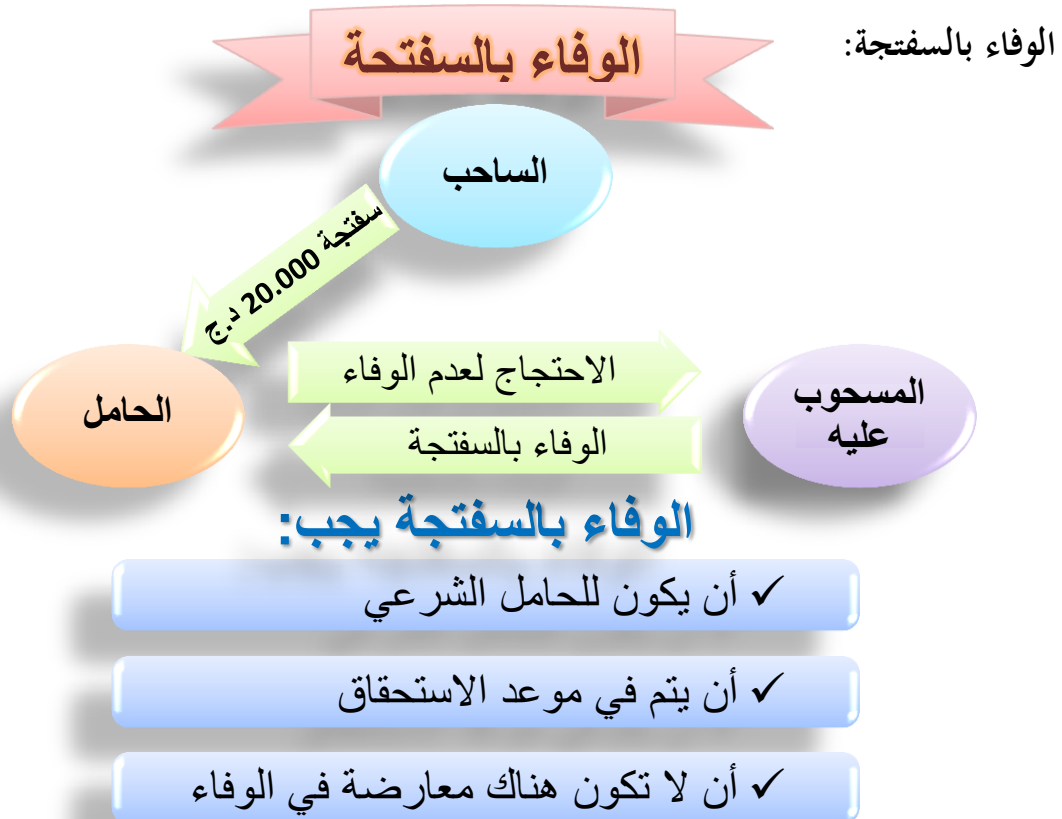 الوفاء بالسفتجة:
الوفاء بالسفتحة
الساحب
سفتجة 20.000 د.ج
الاحتجاج لعدم الوفاء
المسحوب
عليه
الحامل
الوفاء بالسفتجة
الوفاء بالسفتجة يجب:
✓ أن يكون للحامل الشرعي
✓ أن يتم في موعد الاستحقاق
✓ أن لا تكون هناك معارضة في الوفاء